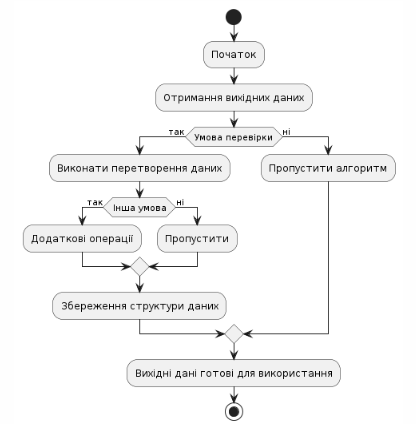 Початок
Отримання вихідних даних
так
Умова перевірки
ні
Виконати перетворення даних
Пропустити алгоритм
так
Інша умова
ні
Додаткові операції
Пропустити
Збереження структури даних
Вихідні дані готові для використання